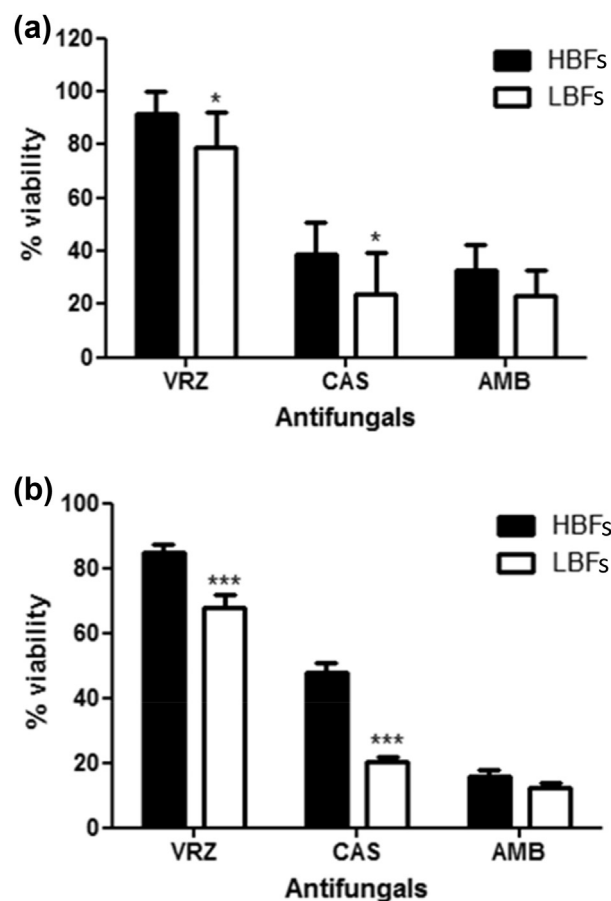 (a)
120
100
80
60
40
20
0
% viability
HBFs
LBFs
*
*
VRZ CAS AMB
Antifungals
(b)
100
80
60
40
20
0
% viability
HBFs
LBFs
***
***
VRZ CAS AMB
Antifungals